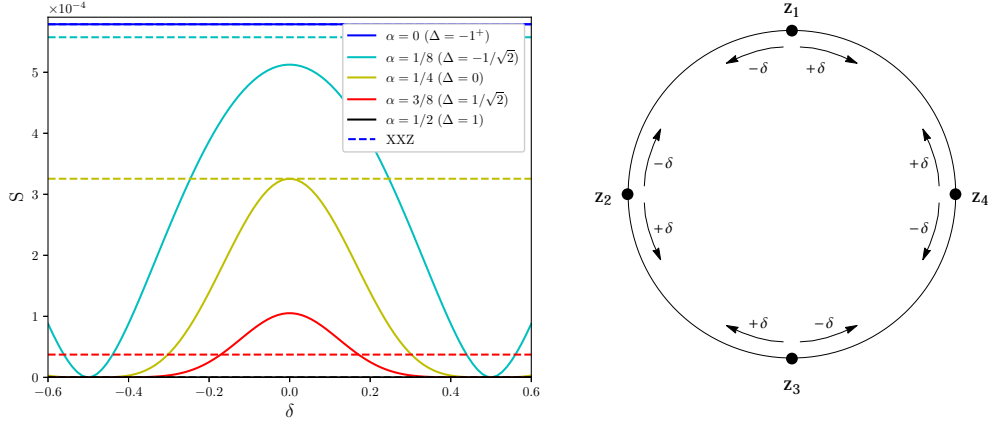 ×10⁻⁴
5
4
3
2
1
0
S
−0.6
−0.4
−0.2
0.0
0.2
0.4
0.6
δ
α = 0 (Δ = −1⁺)
α = 1/8 (Δ = −1/√2)
α = 1/4 (Δ = 0)
α = 3/8 (Δ = 1/√2)
α = 1/2 (Δ = 1)
XXZ
z₁
−δ +δ
−δ +δ
z₂ z₄
+δ −δ
+δ −δ
z₃